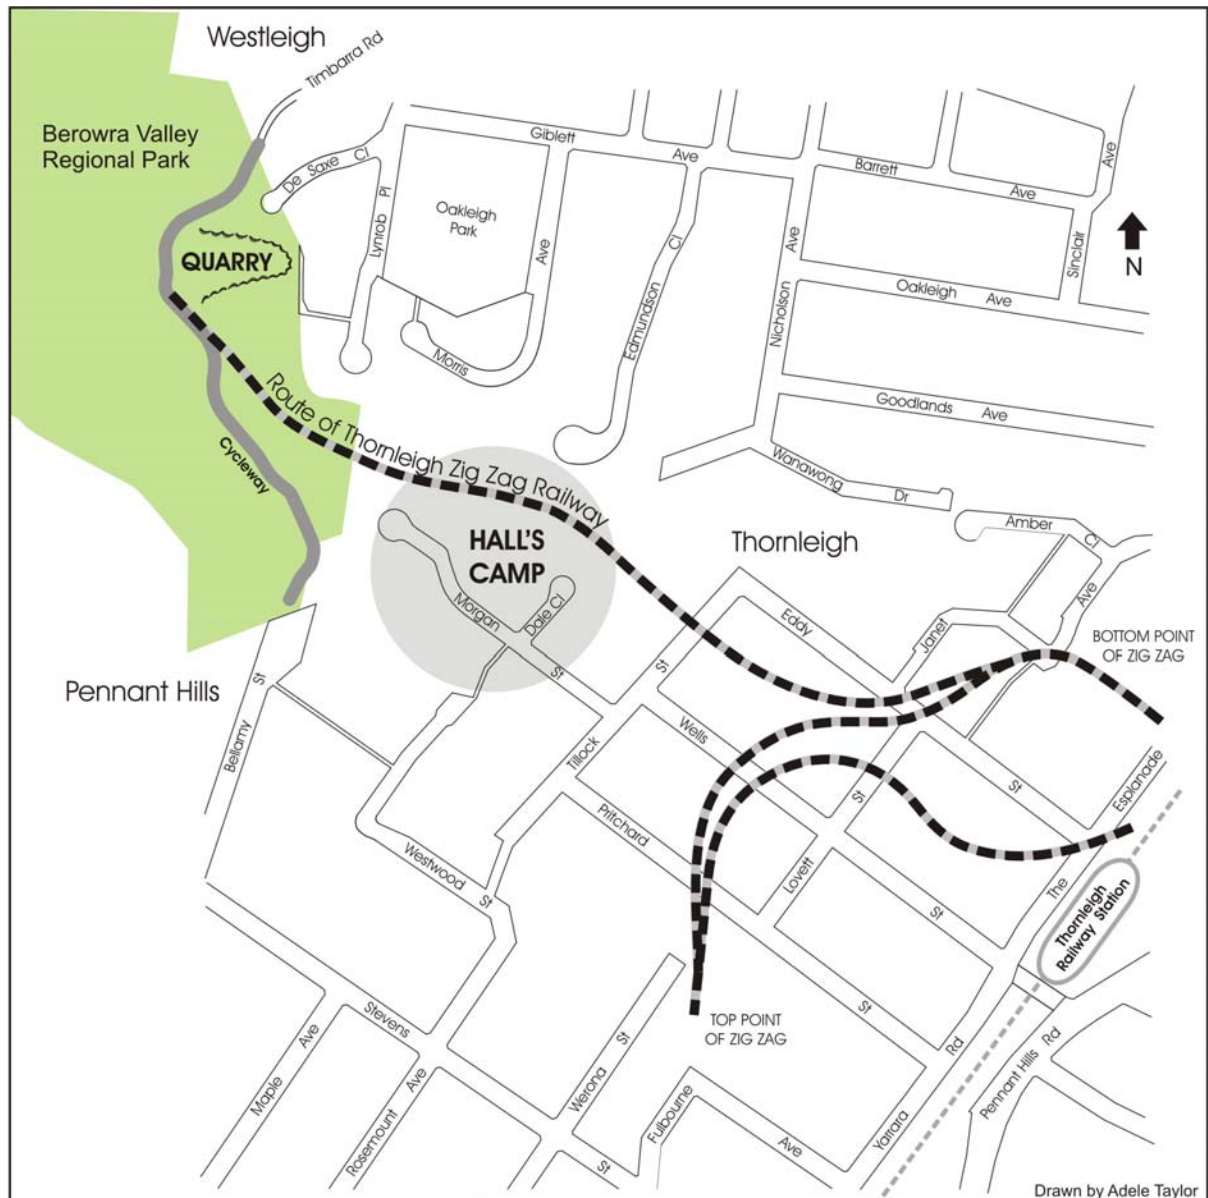 Westleigh
Timbarra Rd
Berowra Valley
Regional Park
De Saxe Cl
Giblett Ave
Barrett Ave
Ave
Lynrob Pl
Oakleigh
Park
Ave
Morris
QUARRY
Edmundson Cl
Nicholson Ave
Sinclair
N
Oakleigh Ave
Goodlands Ave
Wanawong Dr
Route of Thornleigh Zig Zag Railway
Cycleway
HALL'S
CAMP
Morgan St
Dale Cl
Thornleigh
Amber Cl
Ave
Janet
Eddy St
BOTTOM POINT
OF ZIG ZAG
Pennant Hills
Bellamy St
Tillock St
Wells St
Pritchard St
Lovett St
The Esplanade
Westwood St
Thornleigh
Railway Station
TOP POINT
OF ZIG ZAG
Stevens St
Maple Ave
Rosemount Ave
Werona St
Fulbourne Ave
Yarrara Rd
Pennant Hills Rd
Drawn by Adele Taylor